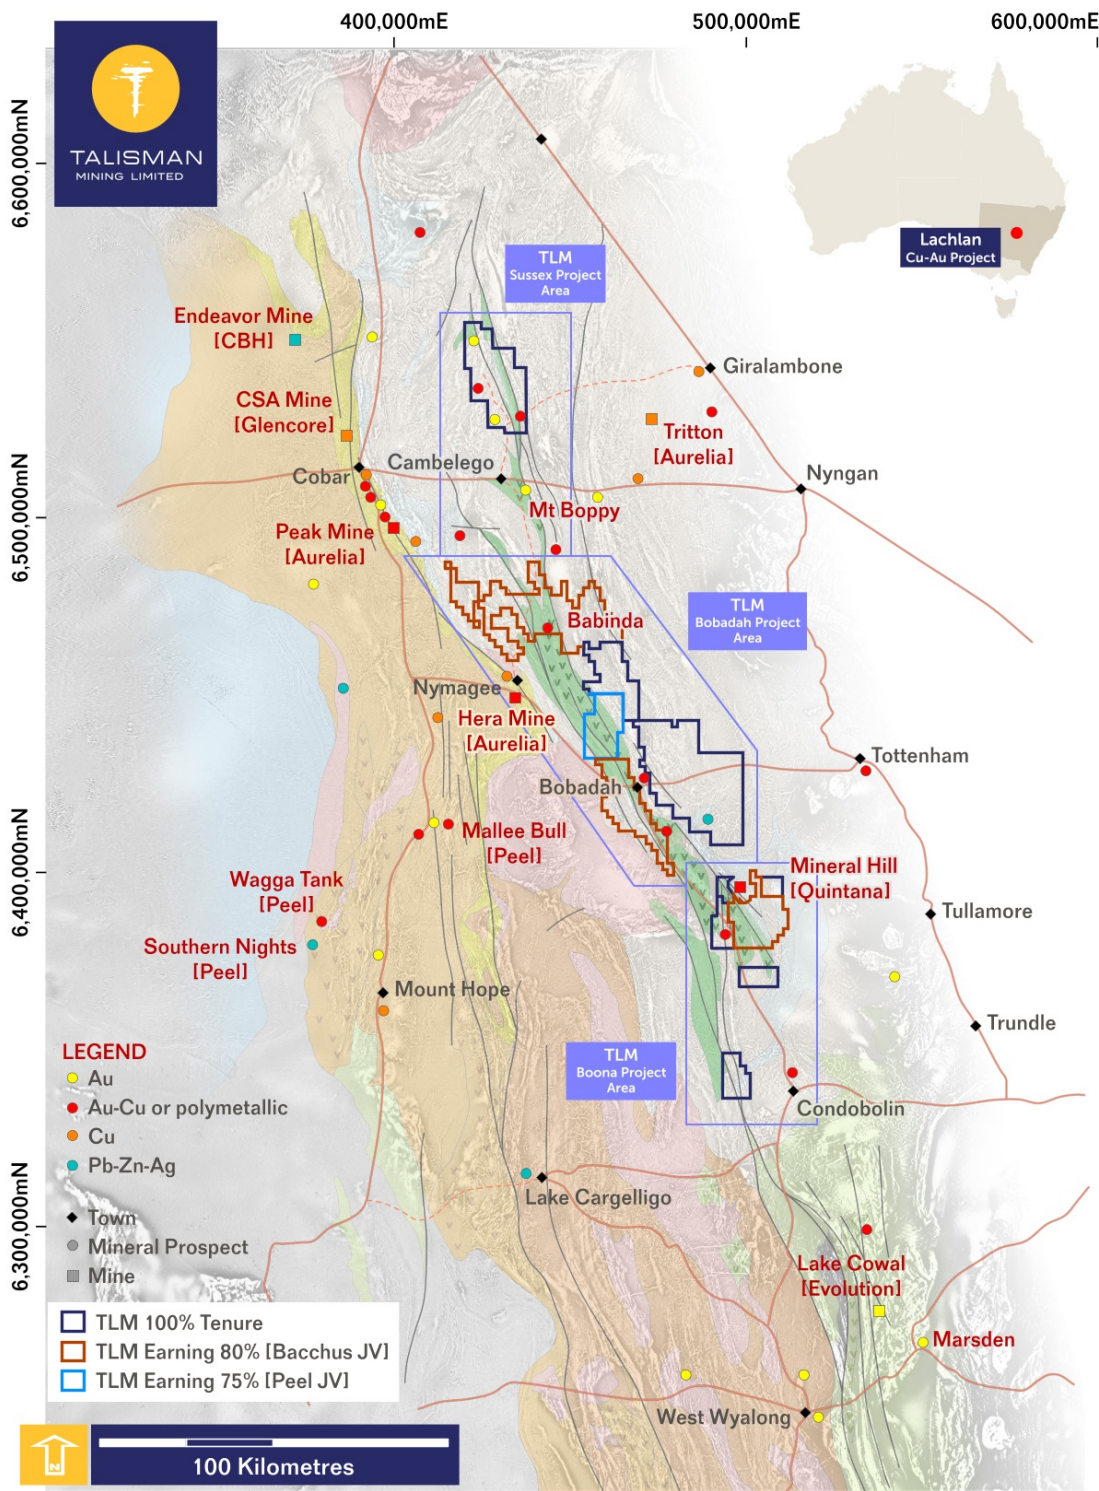 400,000mE
500,000mE
600,000mE
TALISMAN
MINING LIMITED
6,600,000mN
6,500,000mN
6,400,000mN
6,300,000mN
Lachlan
Cu-Au Project
TLM
Sussex Project
Area
Endeavor Mine
[CBH]
Giralambone
CSA Mine
[Glencore]
Tritton
[Aurelia]
Cambelego
Cobar
Nyngan
Mt Boppy
Peak Mine
[Aurelia]
TLM
Bobadah Project
Area
Babinda
Nymagee
Hera Mine
[Aurelia]
Tottenham
Bobadah
Mallee Bull
[Peel]
Mineral Hill
[Quintana]
Wagga Tank
[Peel]
Tullamore
Southern Nights
[Peel]
Mount Hope
Trundle
TLM
Boona Project
Area
Condobolin
LEGEND
Au
Au-Cu or polymetallic
Cu
Pb-Zn-Ag
Town
Mineral Prospect
Mine
Lake Cargelligo
Lake Cowal
[Evolution]
Marsden
TLM 100% Tenure
TLM Earning 80% [Bacchus JV]
TLM Earning 75% [Peel JV]
West Wyalong
N
100 Kilometres